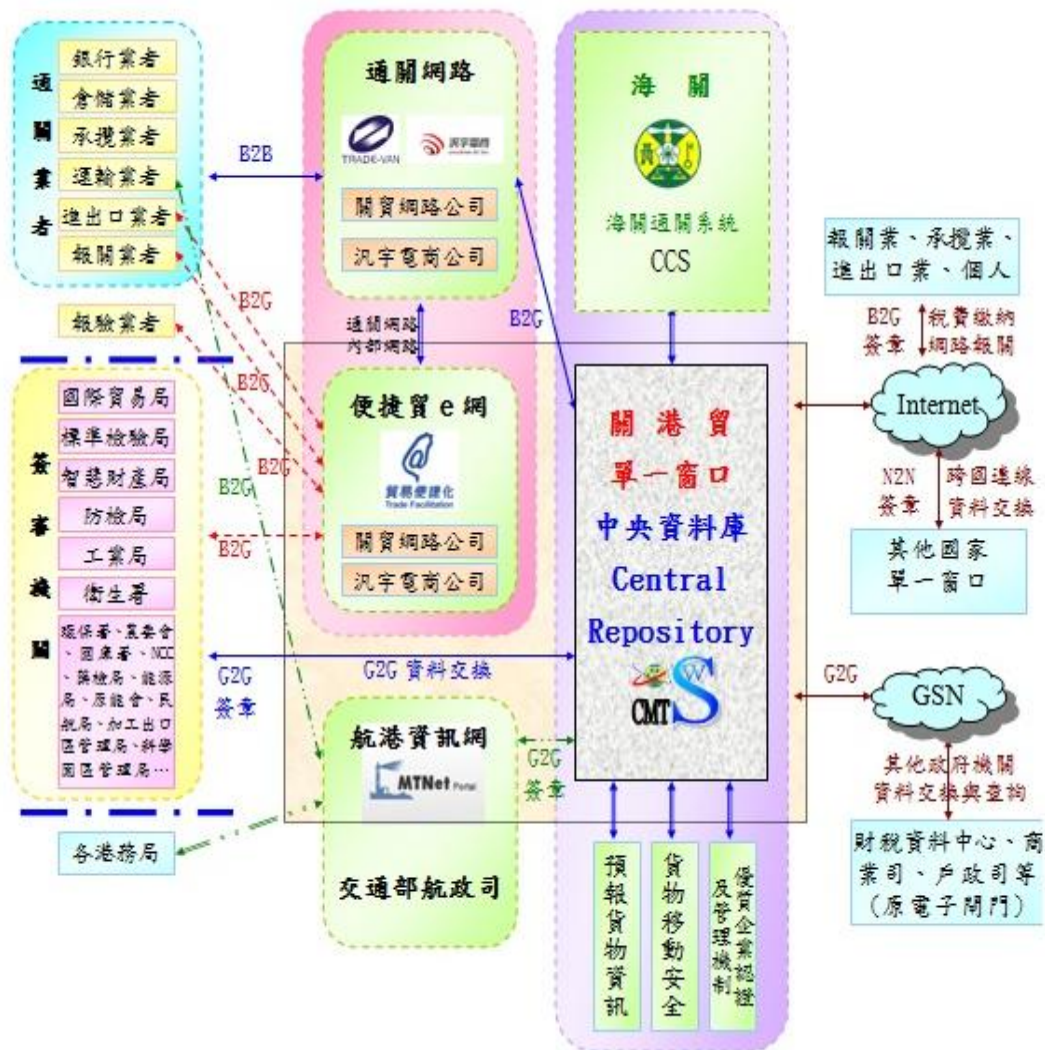 通關業者
銀行業者
倉儲業者
承攬業者
運輸業者
進出口業者
報關業者
報驗業者
簽審機關
國際貿易局
標準檢驗局
智慧財產局
防檢局
工業局
衛生署
環保署、農委會
、國庫署、NCC
、藥檢局、能源
局、原能會、民
航局、加工出口
區管理局、科學
園區管理局…
各港務局
B2B
B2G
B2G
B2G
B2G
B2G
G2G
簽章
通關網路
TRADE-VAN
汎宇電商
關貿網路公司
汎宇電商公司
通關網路
內部網路
便捷貿e網
貿易便捷化
Trade Facilitation
關貿網路公司
汎宇電商公司
G2G 資料交換
航港資訊網
MTNet Portal
交通部航政司
B2G
G2G
簽章
海 關
海關通關系統
CCS
關 港 貿
單一窗口
中央資料庫
Central
Repository
CMT
SW
預報貨物資訊
貨物移動安全
優質企業認證
及管理機制
報關業、承攬業、
進出口業、個人
B2G
簽章
稅費繳納
網路報關
Internet
N2N
簽章
跨國連線
資料交換
其他國家
單一窗口
G2G
GSN
其他政府機關
資料交換與查詢
財稅資料中心、商
業司、戶政司等
(原電子閘門)